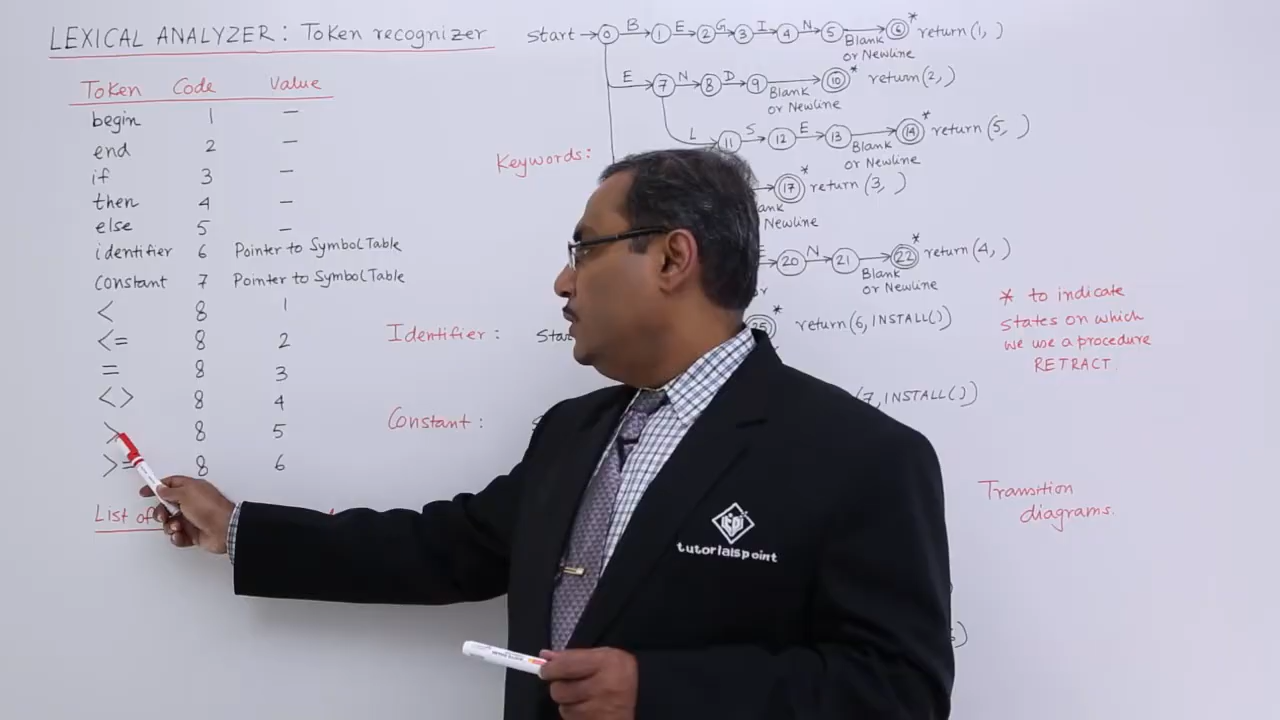 LEXICAL ANALYZER: Token recognizer
Token Code Value
begin 1 –
end 2 –
if 3 –
then 4 –
else 5 –
identifier 6 Pointer to Symbol Table
constant 7 Pointer to Symbol Table
< 8 1
<= 8 2
= 8 3
<> 8 4
> 8 5
>= 8 6
List of
Keywords:
start 0 B 1 E 2 G 3 I 4 N 5 Blank or Newline 6 * return(1, )
E 7 N 8 D 9 Blank or Newline 10 * return(2, )
L 11 S 12 E 13 Blank or Newline 14 * return(5, )
17 * return(3, )
Newline
20 N 21 Blank or Newline 22 * return(4, )
Identifier:
25 * return(6, INSTALL())
Constant:
7, INSTALL())
* to indicate
states on which
we use a procedure
RETRACT.
Transition
diagrams.
tutorialspoint